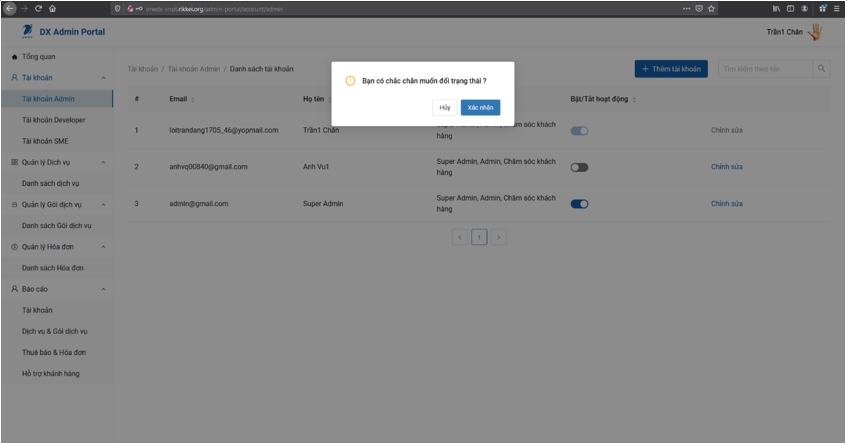 onedx-vnpt.rikkei.org/admin-portal/account/admin
DX Admin Portal
Trần1 Chân
Tổng quan
Tài khoản
Tài khoản Admin
Tài khoản Developer
Tài khoản SME
Quản lý Dịch vụ
Danh sách dịch vụ
Quản lý Gói dịch vụ
Danh sách Gói dịch vụ
Quản lý Hóa đơn
Danh sách Hóa đơn
Báo cáo
Tài khoản
Dịch vụ & Gói dịch vụ
Thuê bao & Hóa đơn
Hỗ trợ khách hàng
Tài khoản / Tài khoản Admin / Danh sách tài khoản
+ Thêm tài khoản
Tìm kiếm theo tên
Bạn có chắc chắn muốn đổi trạng thái ?
Hủy
Xác nhận
# Email Họ tên Bật/Tắt hoạt động
1 loitrandang1705_46@yopmail.com Trần1 Chân Super Admin, Admin, Chăm sóc khách
hàng Chỉnh sửa
2 anhvq00840@gmail.com Anh Vu1 Super Admin, Admin, Chăm sóc khách
hàng Chỉnh sửa
3 admin@gmail.com Super Admin Super Admin, Admin, Chăm sóc khách
hàng Chỉnh sửa
< 1 >